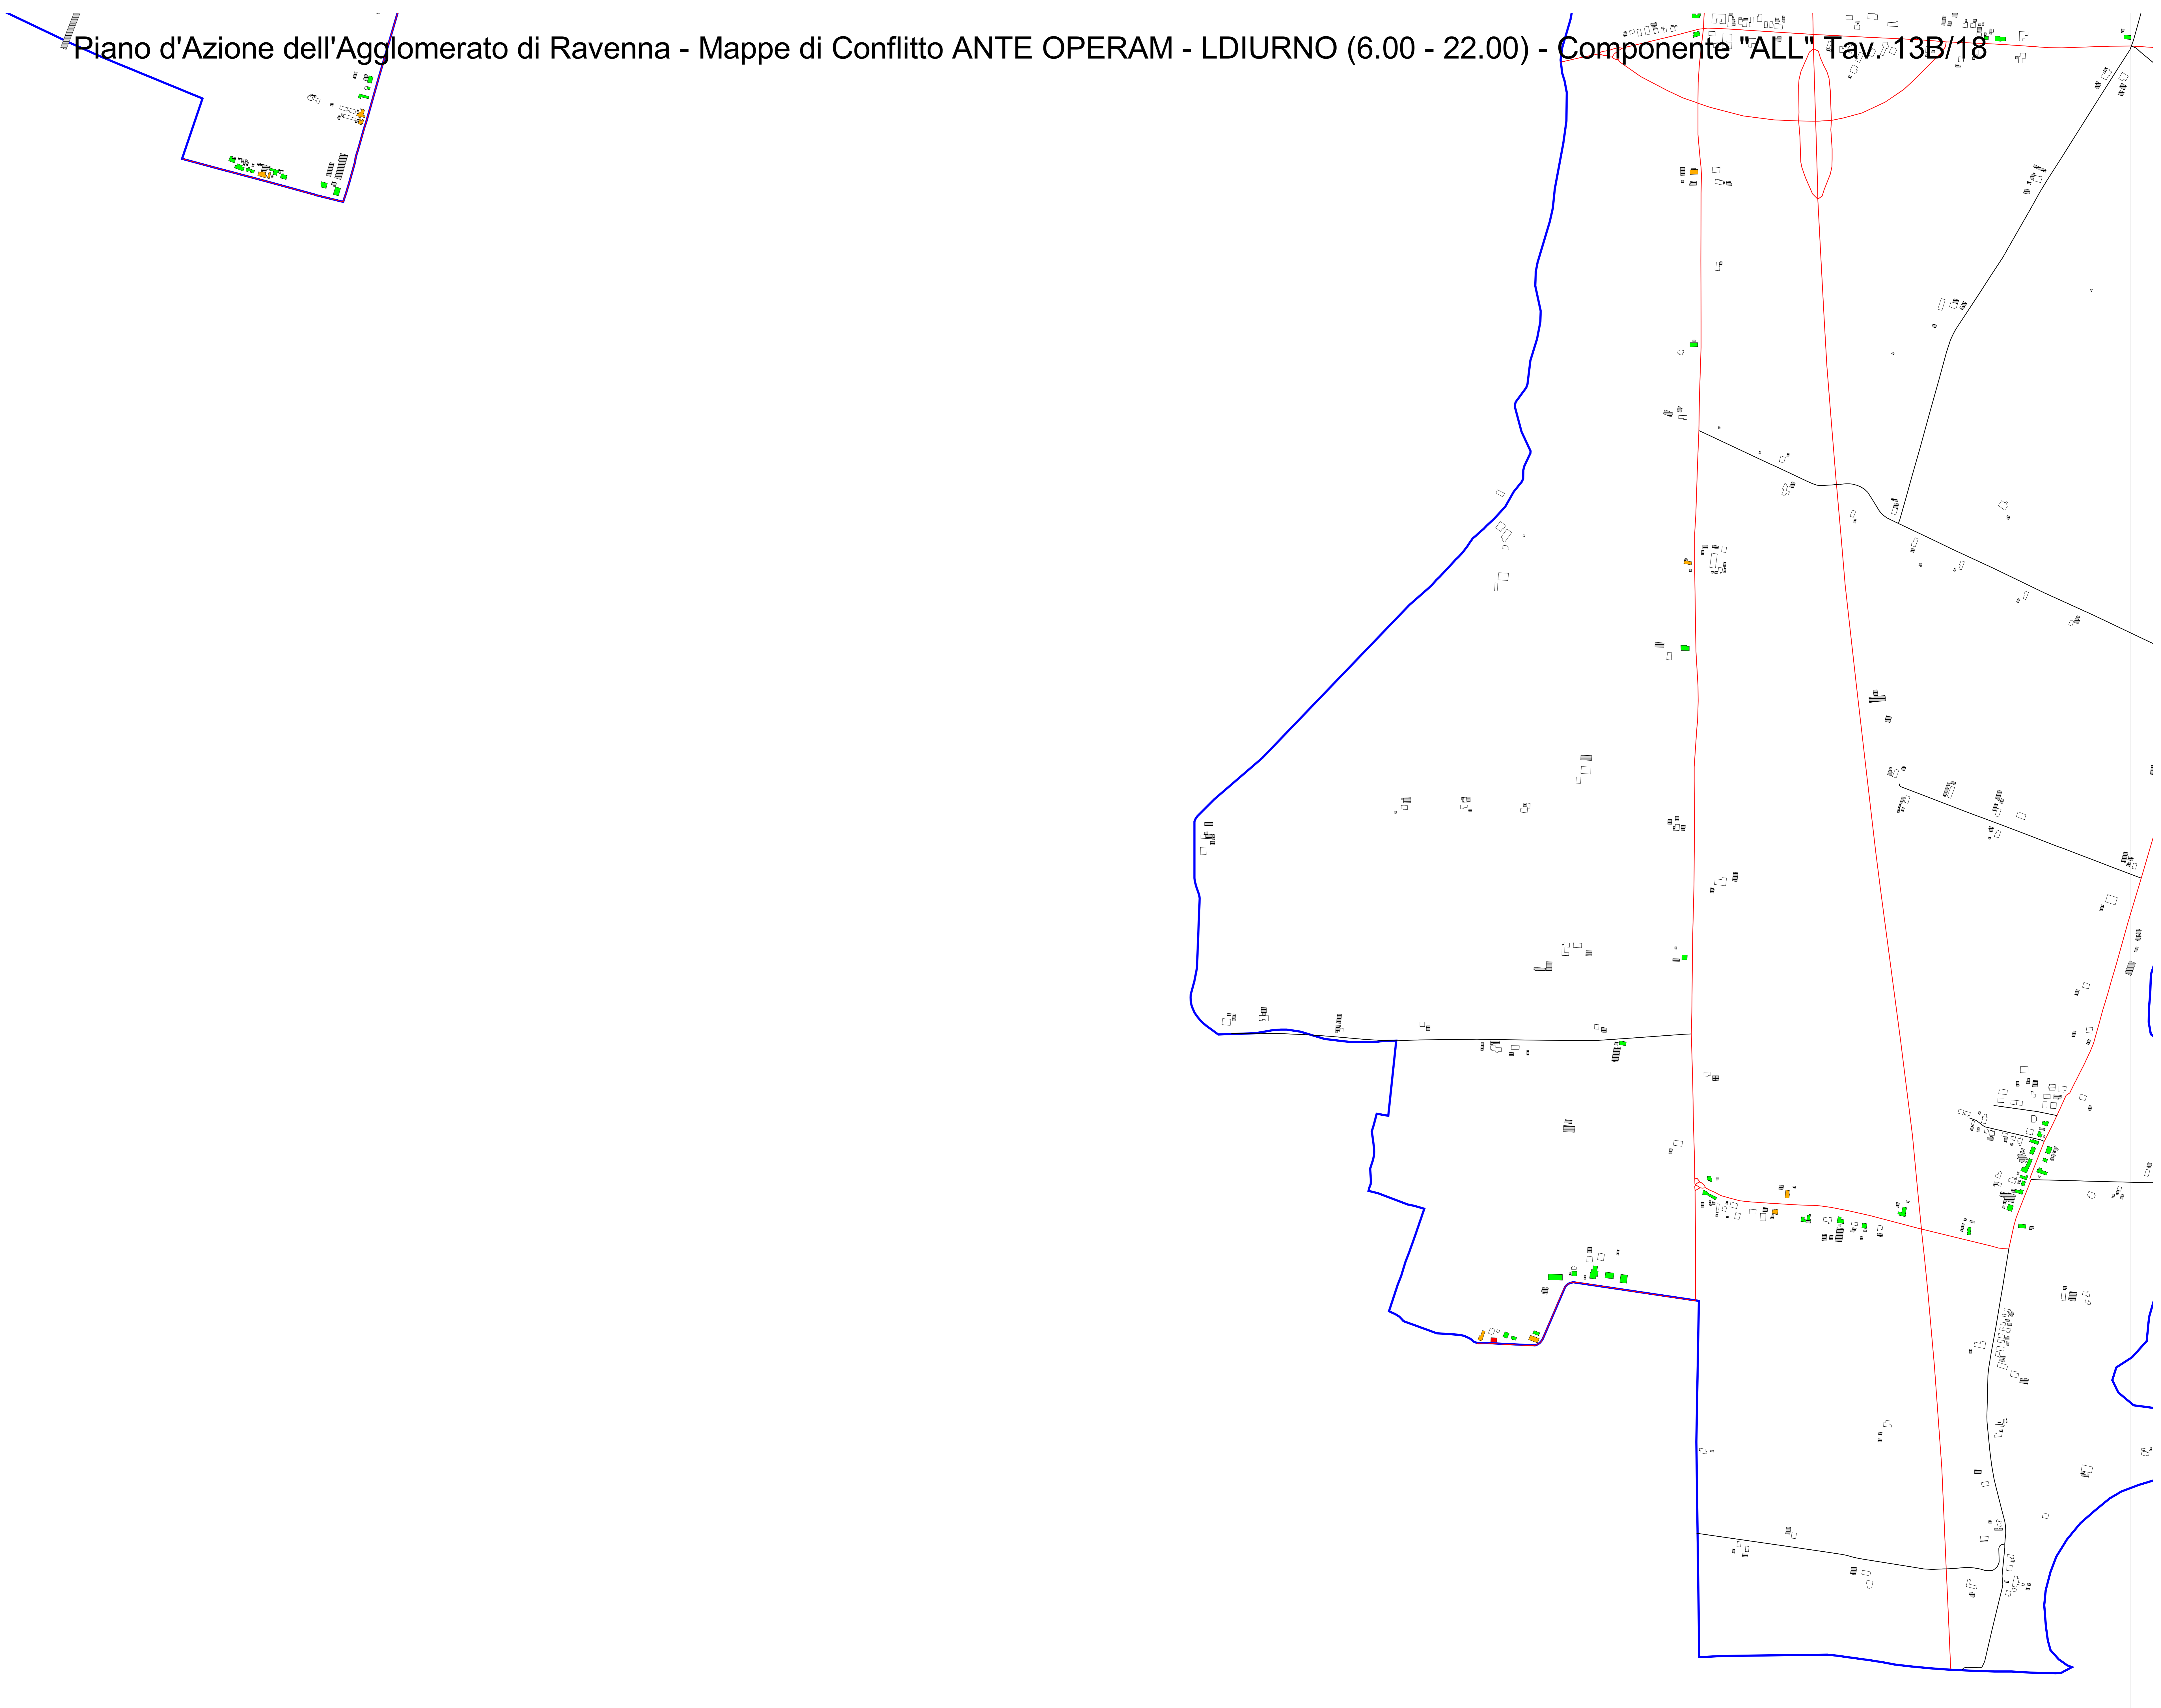 Piano d'Azione dell'Agglomerato di Ravenna - Mappe di Conflitto ANTE OPERAM - LDIURNO (6.00 - 22.00) - Componente "ALL" Tav. 13B/18